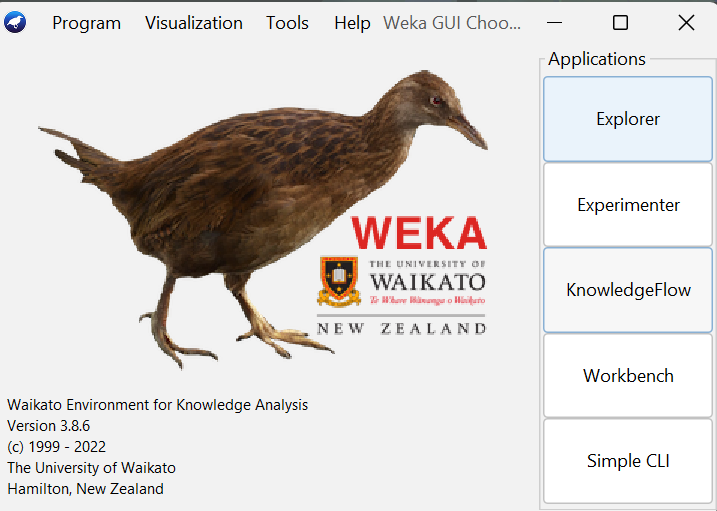 Program Visualization Tools Help Weka GUI Choo...
Applications
Explorer
Experimenter
KnowledgeFlow
Workbench
Simple CLI
WEKA
THE UNIVERSITY OF
WAIKATO
Te Whare Wānanga o Waikato
NEW ZEALAND
Waikato Environment for Knowledge Analysis
Version 3.8.6
(c) 1999 - 2022
The University of Waikato
Hamilton, New Zealand